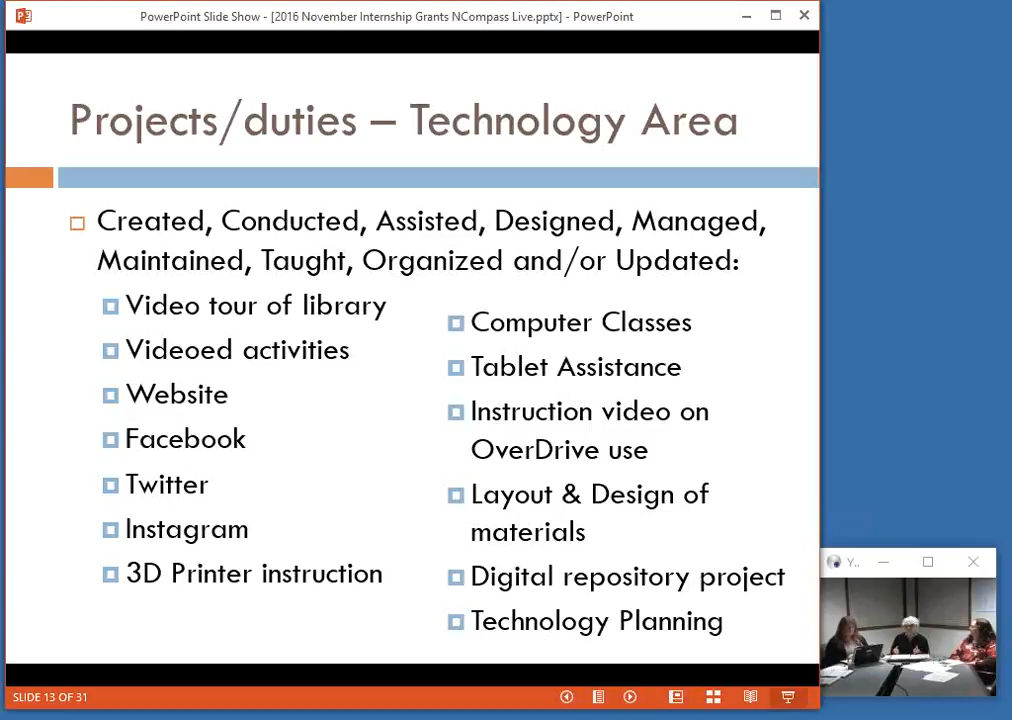 PowerPoint Slide Show - [2016 November Internship Grants NCompass Live.pptx] - PowerPoint
Projects/duties – Technology Area
Created, Conducted, Assisted, Designed, Managed,
Maintained, Taught, Organized and/or Updated:
Video tour of library
Videoed activities
Website
Facebook
Twitter
Instagram
3D Printer instruction
Computer Classes
Tablet Assistance
Instruction video on
OverDrive use
Layout & Design of
materials
Digital repository project
Technology Planning
Y..
SLIDE 13 OF 31